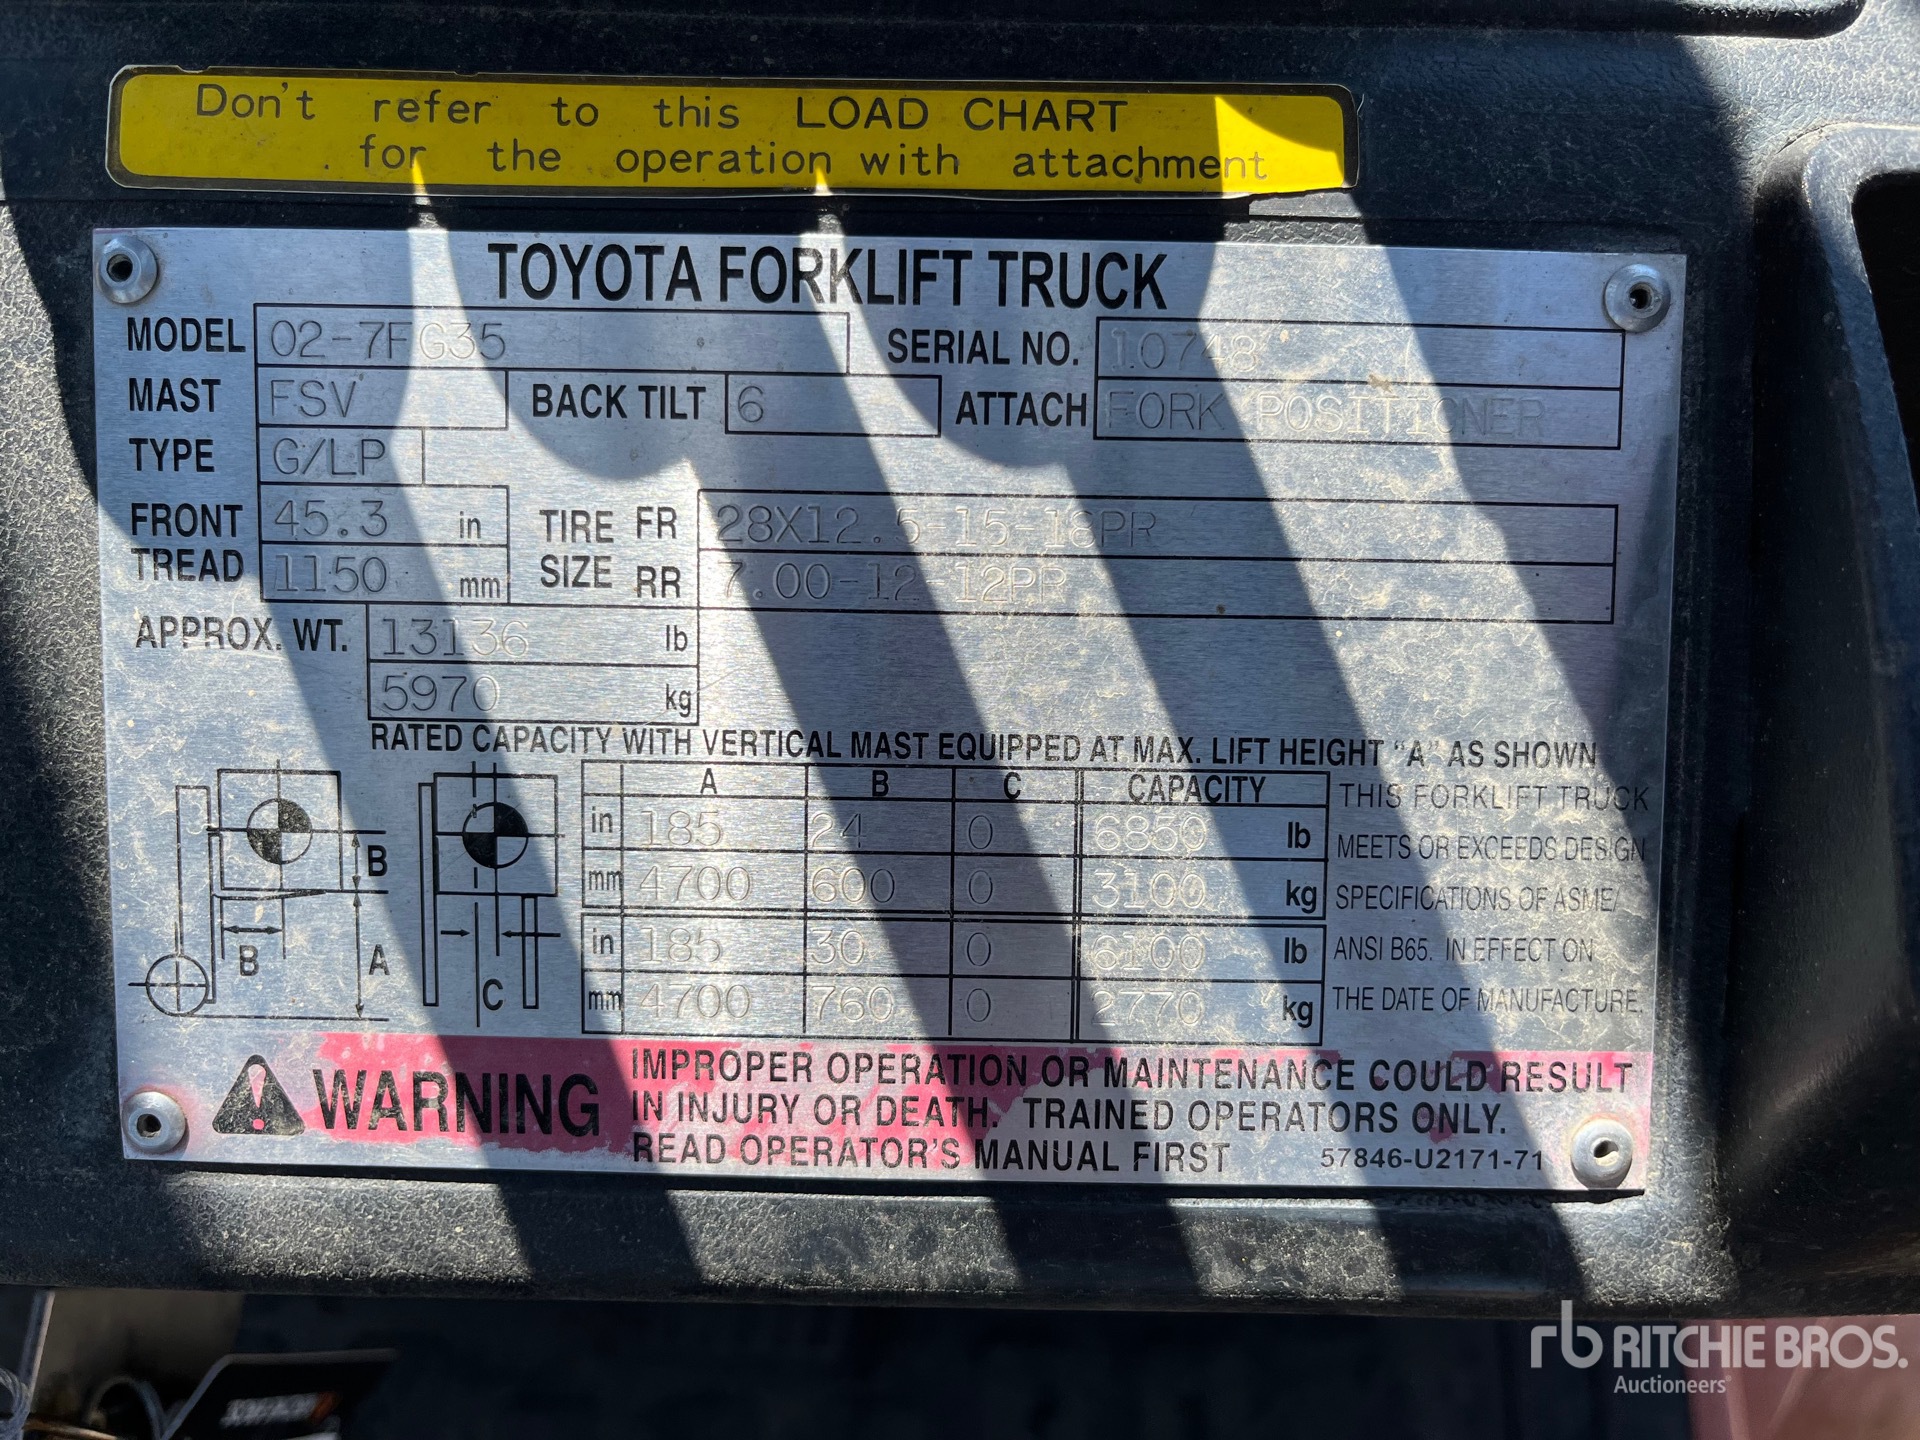 Don't refer to this LOAD CHART
for the operation with attachment
TOYOTA FORKLIFT TRUCK
MODEL 02-7FG35 SERIAL NO. 10748
MAST FSV BACK TILT 6 ATTACH FORK POSITIONER
TYPE G/LP
FRONT TREAD 45.3 in TIRE SIZE FR 28X12.5-15-18PR
1150 mm RR 7.00-12-12PR
APPROX. WT. 13136 lb
5970 kg
RATED CAPACITY WITH VERTICAL MAST EQUIPPED AT MAX. LIFT HEIGHT "A" AS SHOWN
A B C CAPACITY
in 185 24 0 6850 lb
mm 4700 600 0 3100 kg
in 185 30 0 6100 lb
mm 4700 760 0 2770 kg
B
B
A
C
THIS FORKLIFT TRUCK
MEETS OR EXCEEDS DESIGN
SPECIFICATIONS OF ASME/
ANSI B65. IN EFFECT ON
THE DATE OF MANUFACTURE.
WARNING
IMPROPER OPERATION OR MAINTENANCE COULD RESULT
IN INJURY OR DEATH. TRAINED OPERATORS ONLY.
READ OPERATOR'S MANUAL FIRST 57846-U2171-71
rb RITCHIE BROS.
Auctioneers